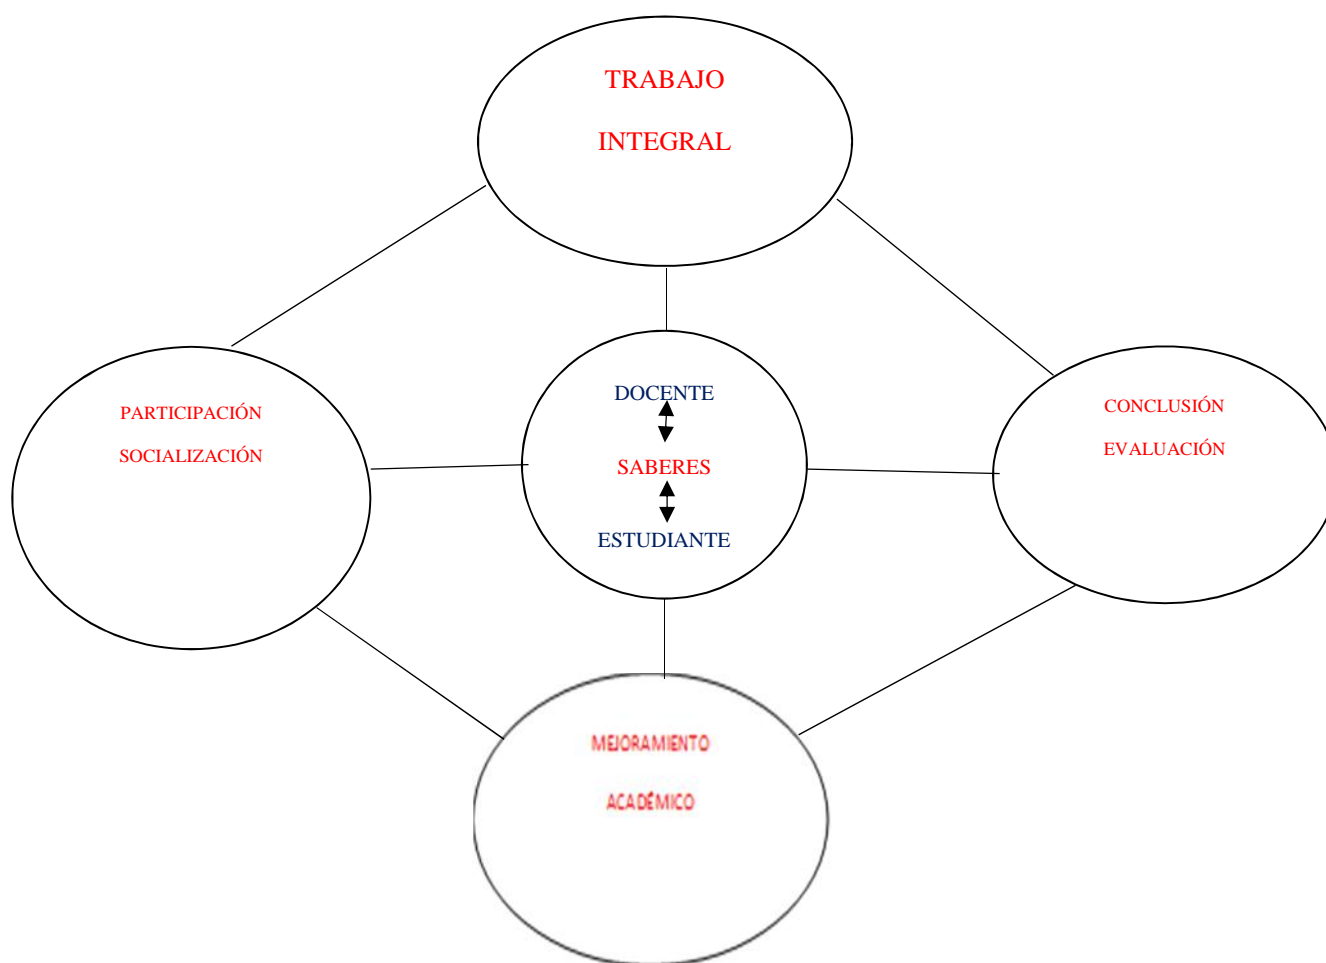 TRABAJO
INTEGRAL
PARTICIPACIÓN
SOCIALIZACIÓN
DOCENTE
SABERES
ESTUDIANTE
CONCLUSIÓN
EVALUACIÓN
MEJORAMIENTO
ACADÉMICO